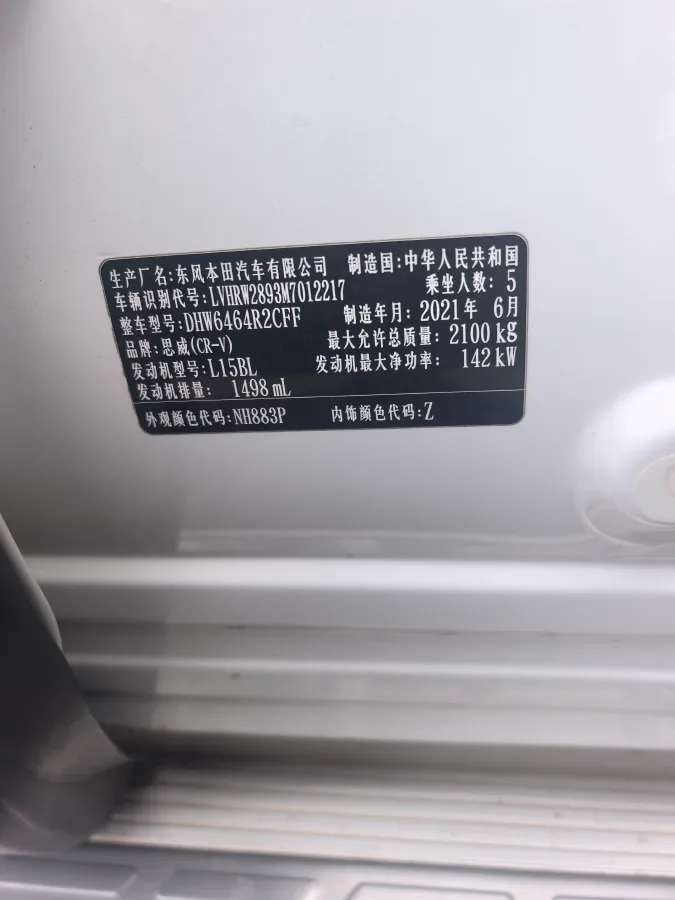 生产厂名:东风本田汽车有限公司 制造国:中华人民共和国
车辆识别代号:LVHRW2893M7012217 乘坐人数: 5
整车型号:DHW6464R2CFF 制造年月: 2021年 6月
品牌:思威(CR-V) 最大允许总质量: 2100 kg
发动机型号:L15BL 发动机最大净功率: 142 kW
发动机排量: 1498 mL
外观颜色代码:NH883P 内饰颜色代码:Z